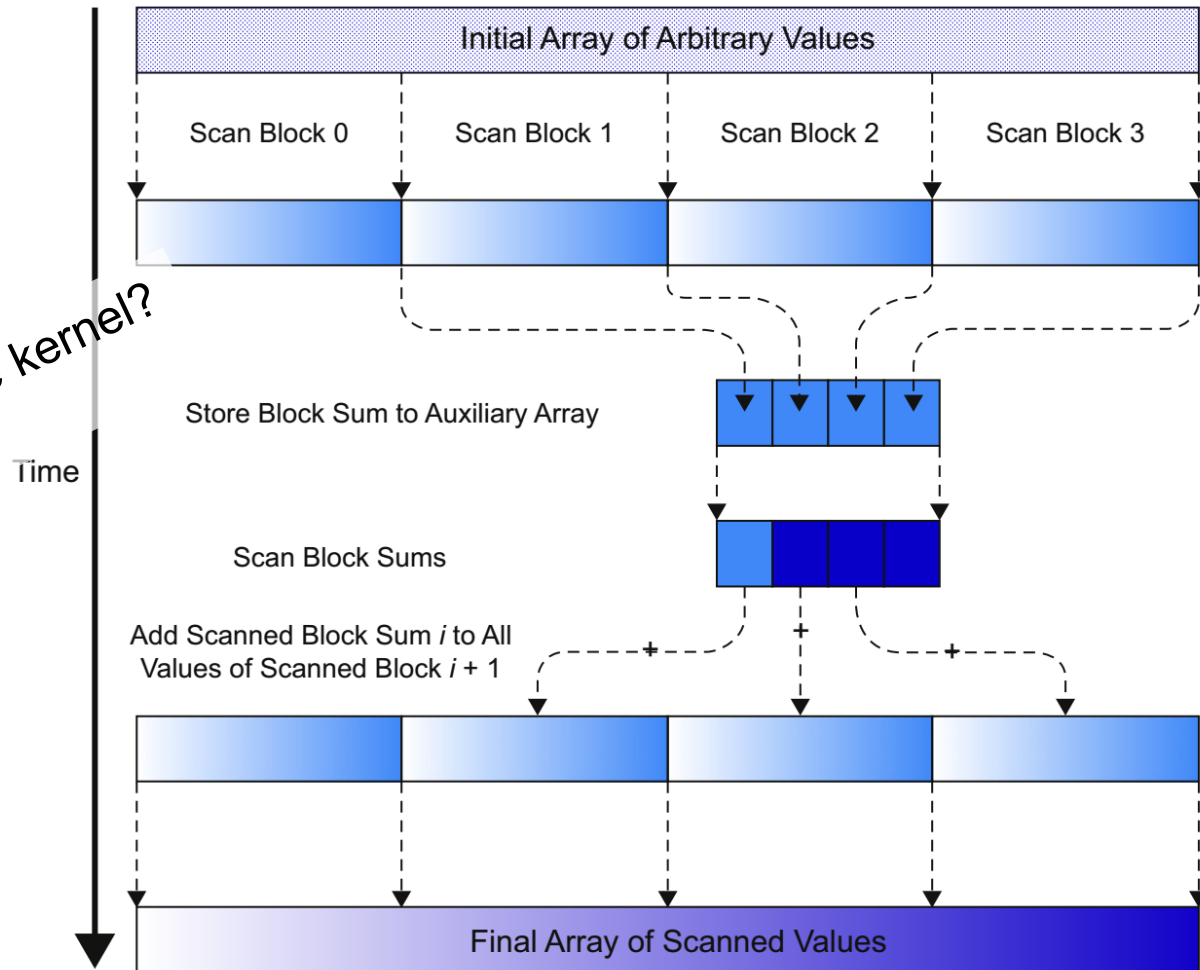 Initial Array of Arbitrary Values
Scan Block 0
Scan Block 1
Scan Block 2
Scan Block 3
kernel?
Store Block Sum to Auxiliary Array
Time
Scan Block Sums
Add Scanned Block Sum i to All
Values of Scanned Block i + 1
+
+
+
Final Array of Scanned Values